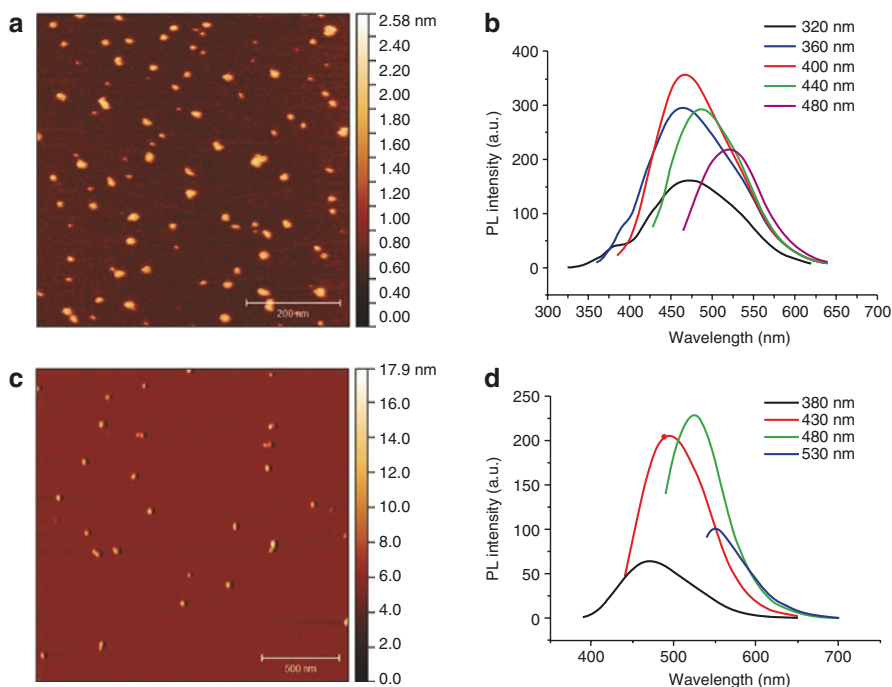 a
2.58 nm
2.40
2.20
2.00
1.80
1.60
1.40
1.20
1.00
0.80
0.60
0.40
0.00
200 nm
b
320 nm
360 nm
400 nm
440 nm
480 nm
PL intensity (a.u.)
400
300
200
100
0
300 350 400 450 500 550 600 650 700
Wavelength (nm)
c
17.9 nm
16.0
14.0
12.0
10.0
8.0
6.0
4.0
2.0
0.0
500 nm
d
380 nm
430 nm
480 nm
530 nm
PL intensity (a.u.)
250
200
150
100
50
0
400 500 600 700
Wavelength (nm)